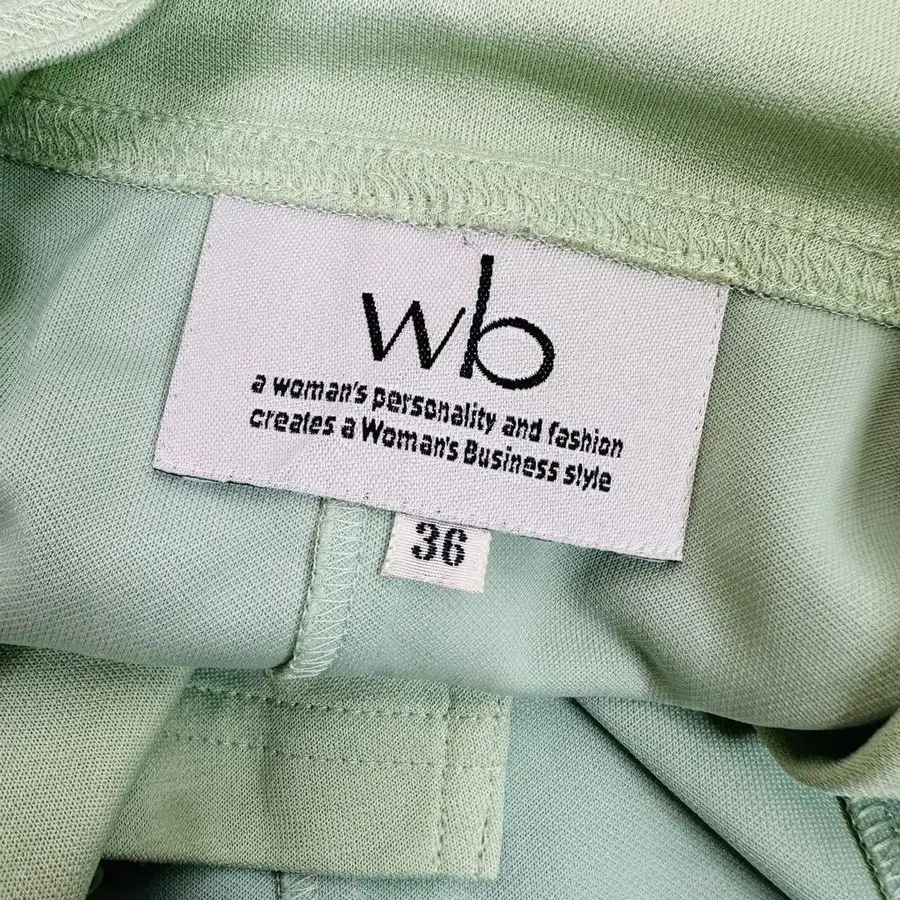 wb
a woman's personality and fashion
creates a Woman's Business style
36